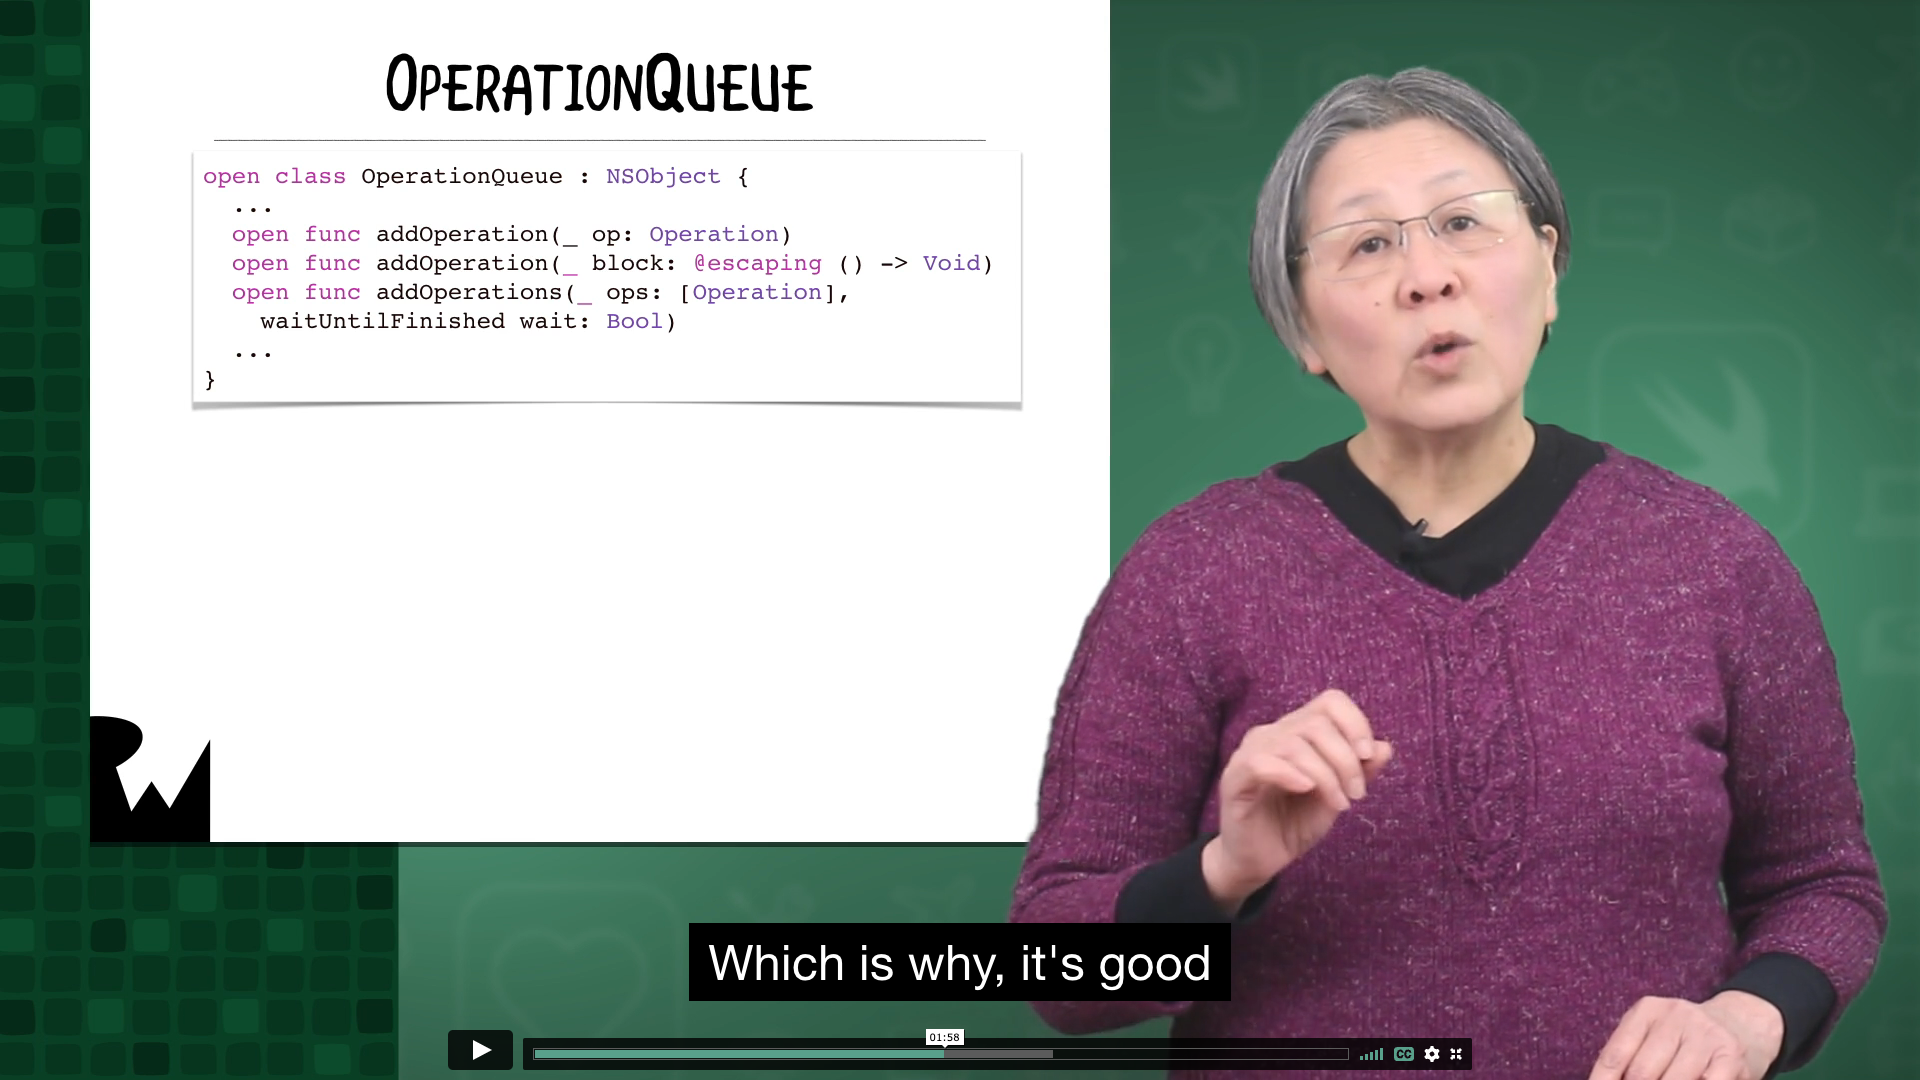 OPERATIONQUEUE
open class OperationQueue : NSObject {
...
open func addOperation(_ op: Operation)
open func addOperation(_ block: @escaping () -> Void)
open func addOperations(_ ops: [Operation],
waitUntilFinished wait: Bool)
...
}
RW
Which is why, it's good
01:58
CC